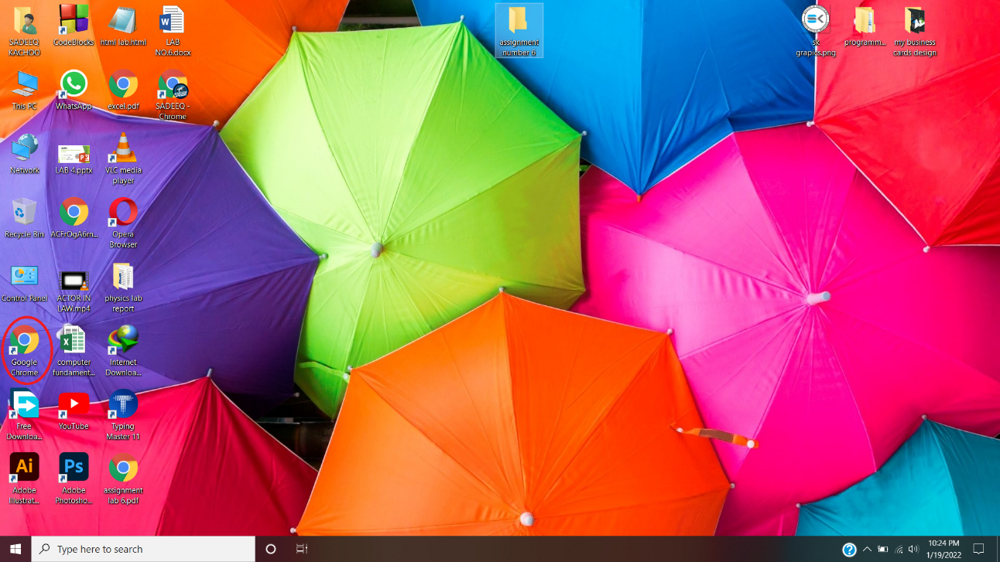 SADEEQ
KACHOO
CodeBlocks
html lab.html
LAB
NO.6.docx
assignment
number 6
sk
grapics.png
programm...
my business
cards design
This PC
WhatsApp
excel.pdf
SADEEQ -
Chrome
Network
LAB 4.pptx
VLC media
player
Recycle Bin
ACFrOgA6rn...
Opera
Browser
Control Panel
ACTOR IN
LAW.mp4
physics lab
report
Google
Chrome
computer
fundament...
Internet
Downloa...
Free
Downloa...
YouTube
Typing
Master 11
Ai
Adobe
Illustrat...
Ps
Adobe
Photosho...
assignment
lab 6.pdf
Type here to search
10:24 PM
1/19/2022